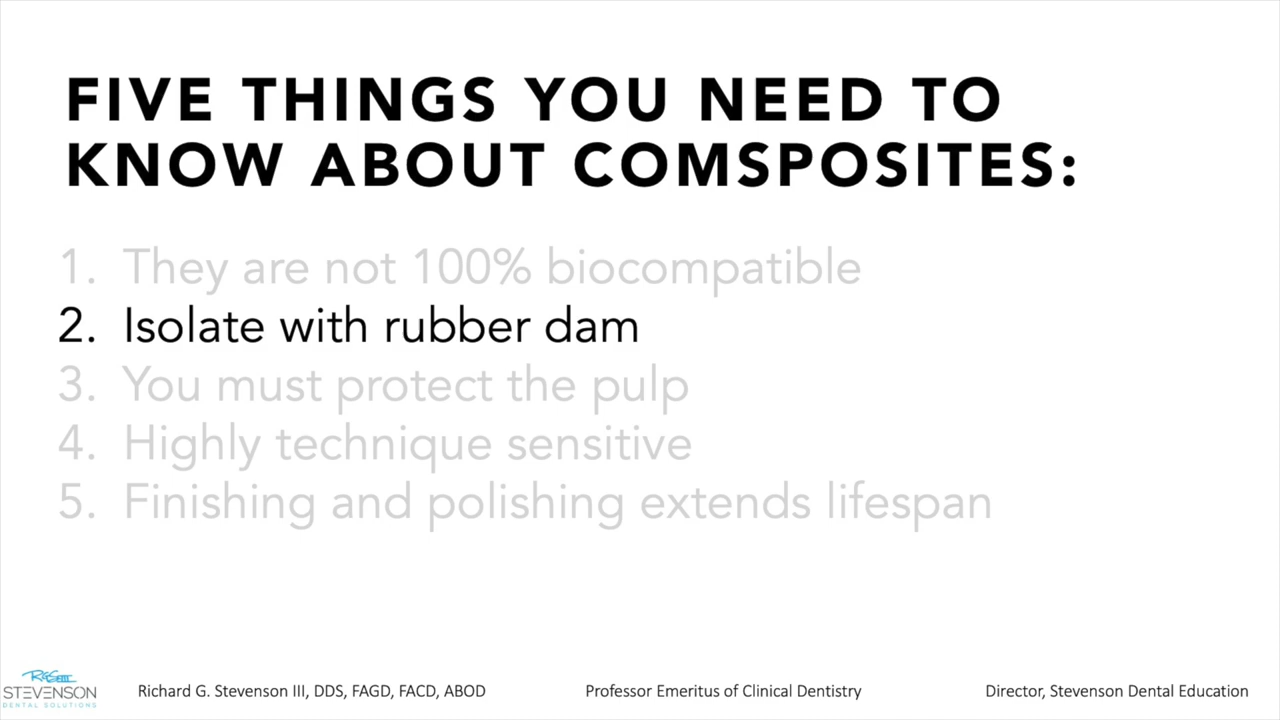 FIVE THINGS YOU NEED TO
KNOW ABOUT COMSPOSITES:
1. They are not 100% biocompatible
2. Isolate with rubber dam
3. You must protect the pulp
4. Highly technique sensitive
5. Finishing and polishing extends lifespan
STEVENSON
DENTAL SOLUTIONS
Richard G. Stevenson III, DDS, FAGD, FACD, ABOD
Professor Emeritus of Clinical Dentistry
Director, Stevenson Dental Education